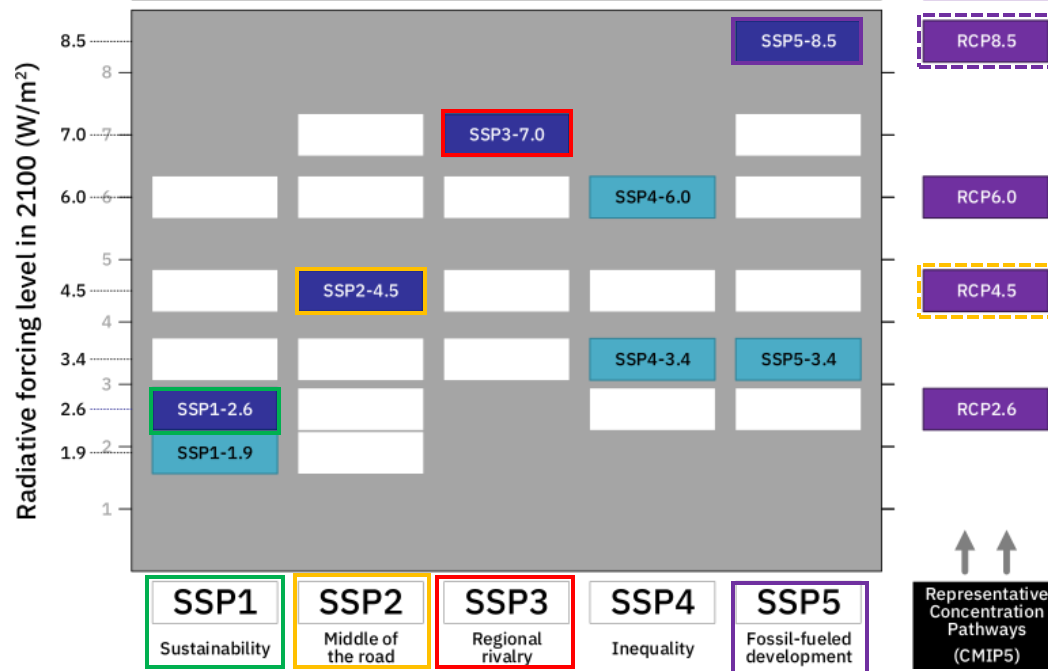 Radiative forcing level in 2100 (W/m²)
8.5
8
7.0
7
6.0
6
5
4.5
4
3.4
3
2.6
2
1.9
1
SSP5-8.5
RCP8.5
SSP3-7.0
SSP4-6.0
RCP6.0
SSP2-4.5
RCP4.5
SSP4-3.4
SSP5-3.4
SSP1-2.6
RCP2.6
SSP1-1.9
SSP1
Sustainability
SSP2
Middle of
the road
SSP3
Regional
rivalry
SSP4
Inequality
SSP5
Fossil-fueled
development
Representative
Concentration
Pathways
(CMIP5)